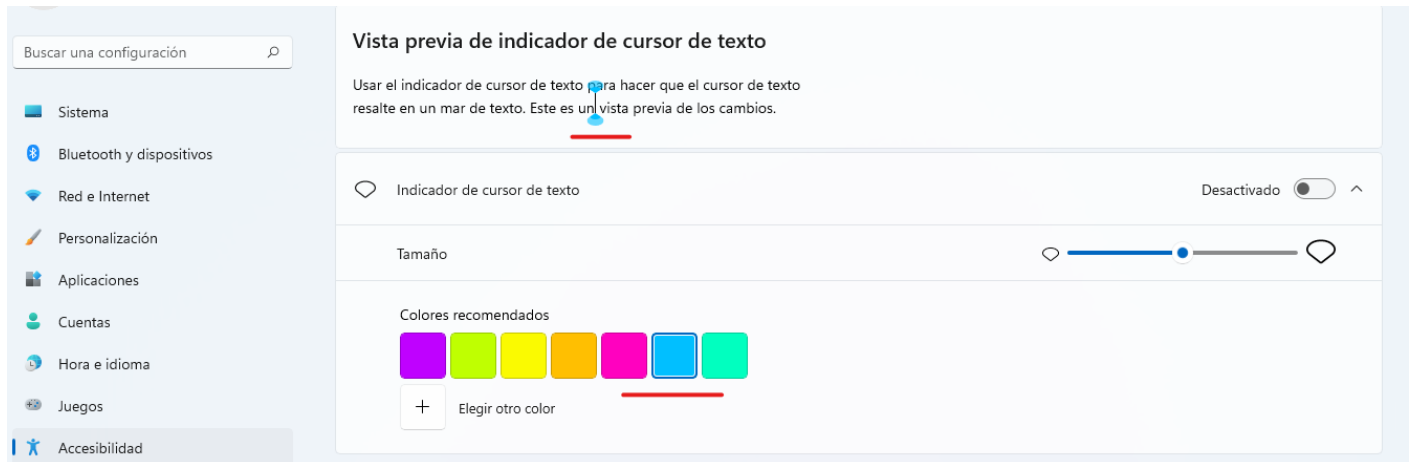 Buscar una configuración
Sistema
Bluetooth y dispositivos
Red e Internet
Personalización
Aplicaciones
Cuentas
Hora e idioma
Juegos
Accesibilidad
Vista previa de indicador de cursor de texto
Usar el indicador de cursor de texto para hacer que el cursor de texto
resalte en un mar de texto. Este es un vista previa de los cambios.
Indicador de cursor de texto
Desactivado
Tamaño
Colores recomendados
Elegir otro color